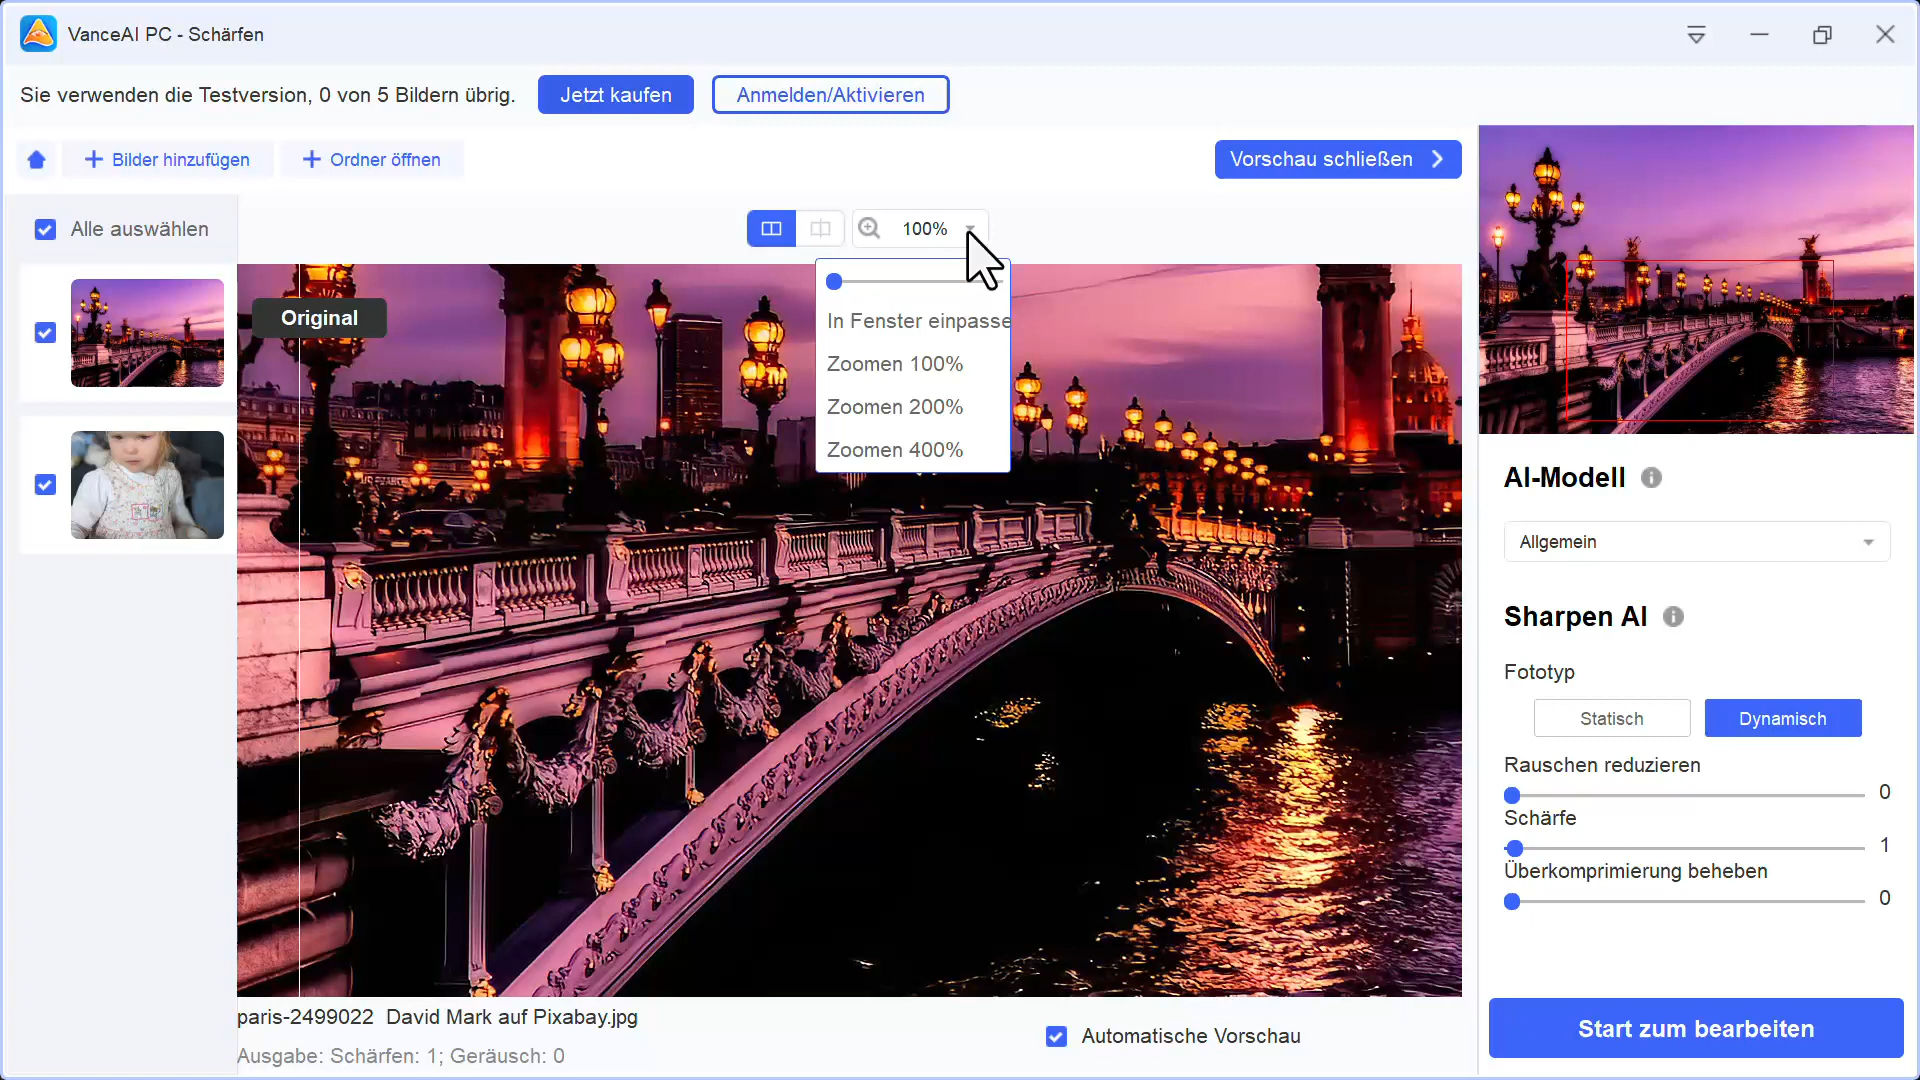 VanceAI PC - Schärfen
Sie verwenden die Testversion, 0 von 5 Bildern übrig.
Jetzt kaufen
Anmelden/Aktivieren
Bilder hinzufügen
Ordner öffnen
Vorschau schließen
Alle auswählen
100%
Original
In Fenster einpasse
Zoomen 100%
Zoomen 200%
Zoomen 400%
AI-Modell
Allgemein
Sharpen AI
Fototyp
Statisch
Dynamisch
Rauschen reduzieren
0
Schärfe
1
Überkomprimierung beheben
0
paris-2499022 David Mark auf Pixabay.jpg
Ausgabe: Schärfen: 1; Geräusch: 0
Automatische Vorschau
Start zum bearbeiten